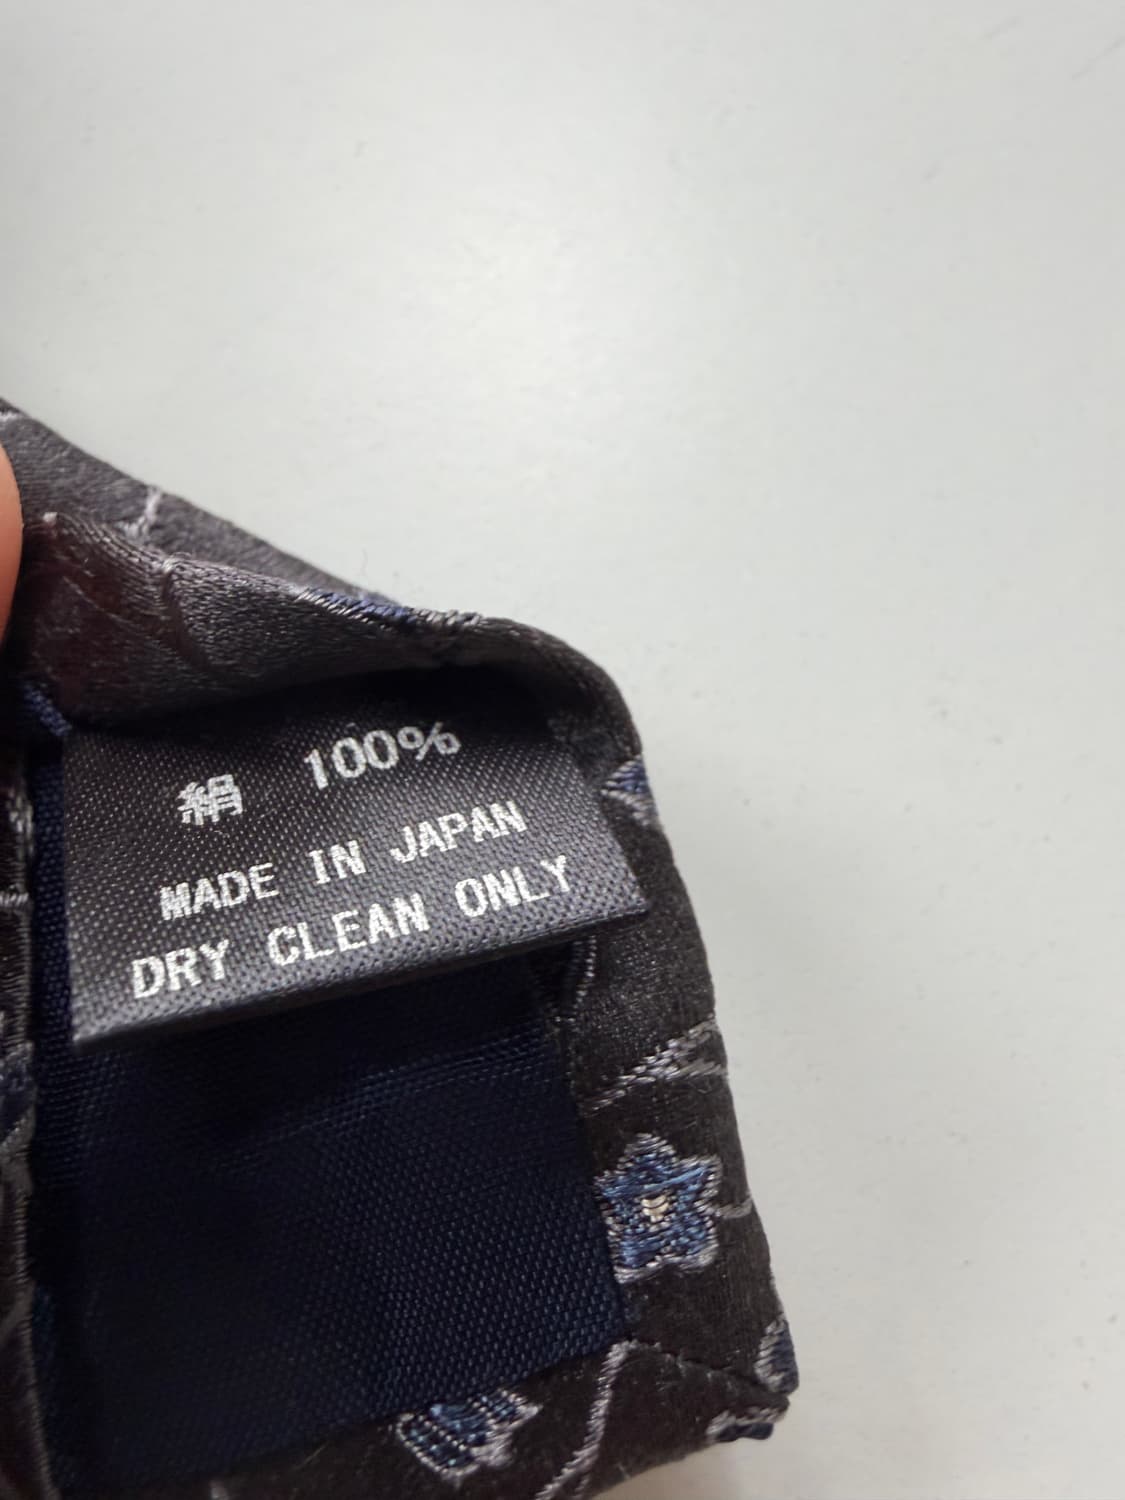 絹 100%
MADE IN JAPAN
DRY CLEAN ONLY